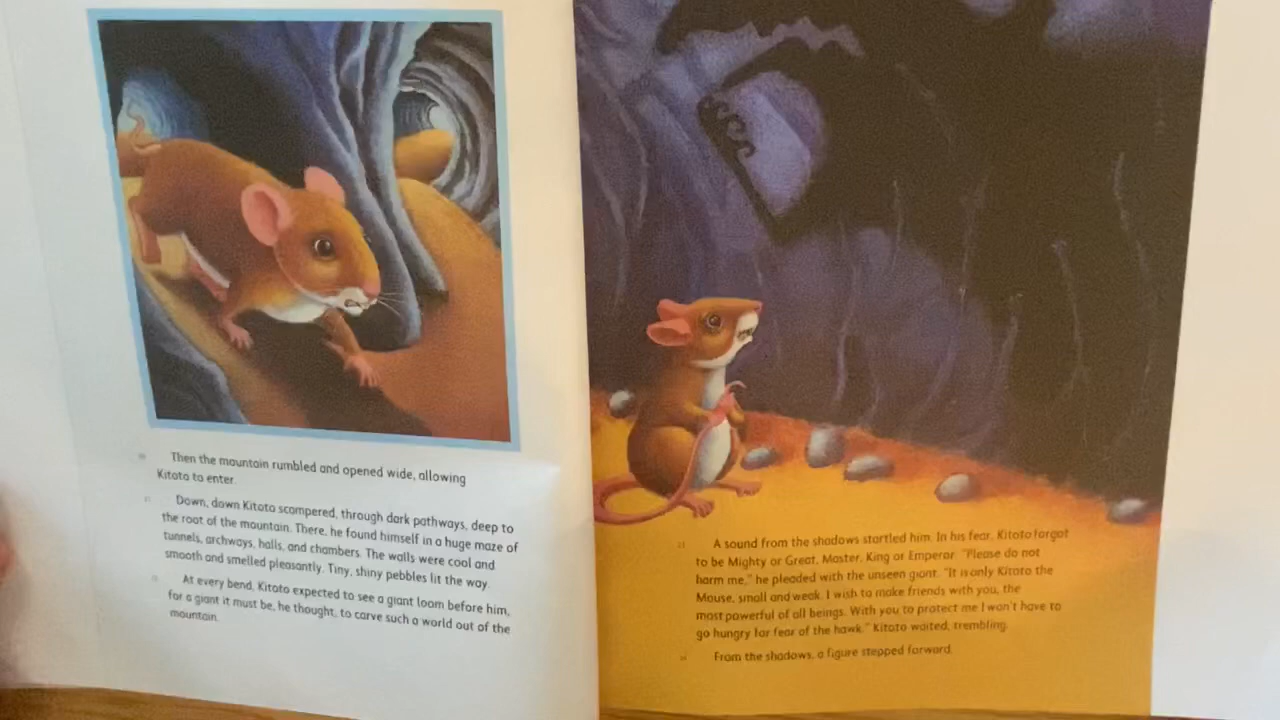 Then the mountain rumbled and opened wide, allowing
Kitoto to enter.
Down, down Kitoto scampered, through dark pathways, deep to
the root of the mountain. There, he found himself in a huge maze of
tunnels, archways, halls, and chambers. The walls were cool and
smooth and smelled pleasantly. Tiny, shiny pebbles lit the way.
At every bend, Kitoto expected to see a giant loom before him,
for a giant it must be, he thought, to carve such a world out of the
mountain.
A sound from the shadows startled him. In his fear, Kitoto forgot
to be Mighty or Great, Master, King or Emperor. "Please do not
harm me," he pleaded with the unseen giant. "It is only Kitoto the
Mouse, small and weak. I wish to make friends with you, the
most powerful of all beings. With you to protect me I won't have to
go hungry for fear of the hawk." Kitoto waited, trembling.
From the shadows, a figure stepped forward.